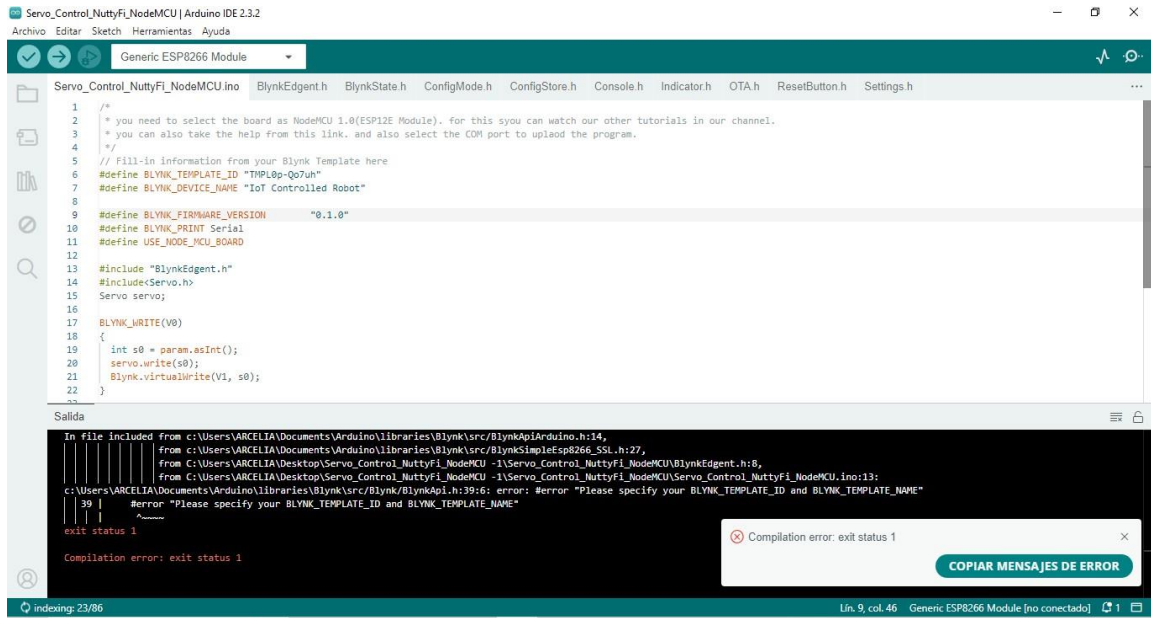 Servo_Control_NuttyFi_NodeMCU | Arduino IDE 2.3.2
Archivo Editar Sketch Herramientas Ayuda
Generic ESP8266 Module
Servo_Control_NuttyFi_NodeMCU.ino BlynkEdgent.h BlynkState.h ConfigMode.h ConfigStore.h Console.h Indicator.h OTA.h ResetButton.h Settings.h ...
1 /*
2 * you need to select the board as NodeMCU 1.0(ESP12E Module). for this syou can watch our other tutorials in our channel.
3 * you can also take the help from this link. and also select the COM port to uplaod the program.
4 */
5 // Fill-in information from your Blynk Template here
6 #define BLYNK_TEMPLATE_ID "TMPL0p-Qo7uh"
7 #define BLYNK_DEVICE_NAME "IoT Controlled Robot"
8
9 #define BLYNK_FIRMWARE_VERSION "0.1.0"
10 #define BLYNK_PRINT Serial
11 #define USE_NODE_MCU_BOARD
12
13 #include "BlynkEdgent.h"
14 #include<Servo.h>
15 Servo servo;
16
17 BLYNK_WRITE(V0)
18 {
19 int s0 = param.asInt();
20 servo.write(s0);
21 Blynk.virtualWrite(V1, s0);
22 }
23
Salida
In file included from c:\Users\ARCELIA\Documents\Arduino\libraries\Blynk\src/BlynkApiArduino.h:14,
from c:\Users\ARCELIA\Documents\Arduino\libraries\Blynk\src/BlynkSimpleEsp8266_SSL.h:27,
from C:\Users\ARCELIA\Desktop\Servo_Control_NuttyFi_NodeMCU -1\Servo_Control_NuttyFi_NodeMCU\BlynkEdgent.h:8,
from C:\Users\ARCELIA\Desktop\Servo_Control_NuttyFi_NodeMCU -1\Servo_Control_NuttyFi_NodeMCU\Servo_Control_NuttyFi_NodeMCU.ino:13:
c:\Users\ARCELIA\Documents\Arduino\libraries\Blynk\src/Blynk/BlynkApi.h:39:6: error: #error "Please specify your BLYNK_TEMPLATE_ID and BLYNK_TEMPLATE_NAME"
39 | #error "Please specify your BLYNK_TEMPLATE_ID and BLYNK_TEMPLATE_NAME"
| ^~~~~
exit status 1
Compilation error: exit status 1
Compilation error: exit status 1
COPIAR MENSAJES DE ERROR
indexing: 23/86 Lín. 9, col. 46 Generic ESP8266 Module [no conectado] 1